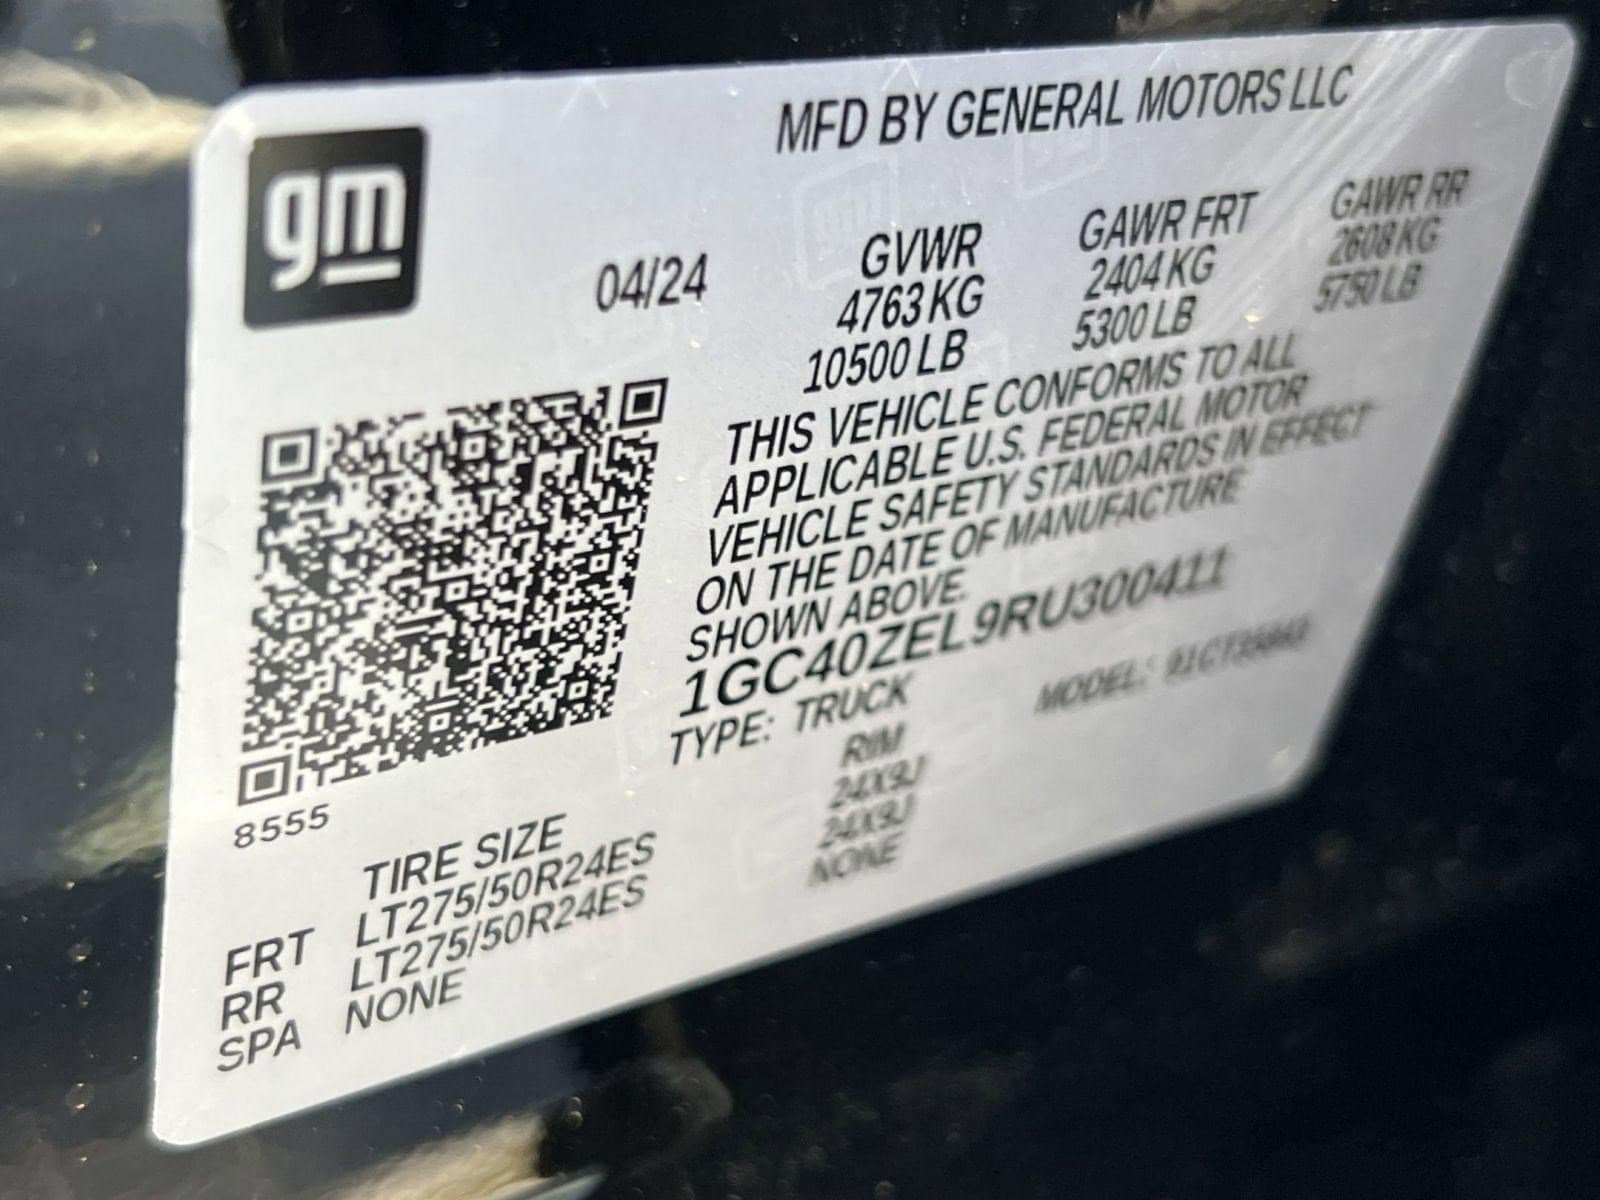 gm
MFD BY GENERAL MOTORS LLC
04/24
GVWR
4763 KG
10500 LB
GAWR FRT
2404 KG
5300 LB
GAWR RR
2608 KG
5750 LB
THIS VEHICLE CONFORMS TO ALL
APPLICABLE U.S. FEDERAL MOTOR
VEHICLE SAFETY STANDARDS IN EFFECT
ON THE DATE OF MANUFACTURE
SHOWN ABOVE.
1GC40ZEL9RU300411
TYPE: TRUCK MODEL:
8555
TIRE SIZE RIM
FRT LT275/50R24ES 24X9J
RR LT275/50R24ES 24X9J
SPA NONE NONE